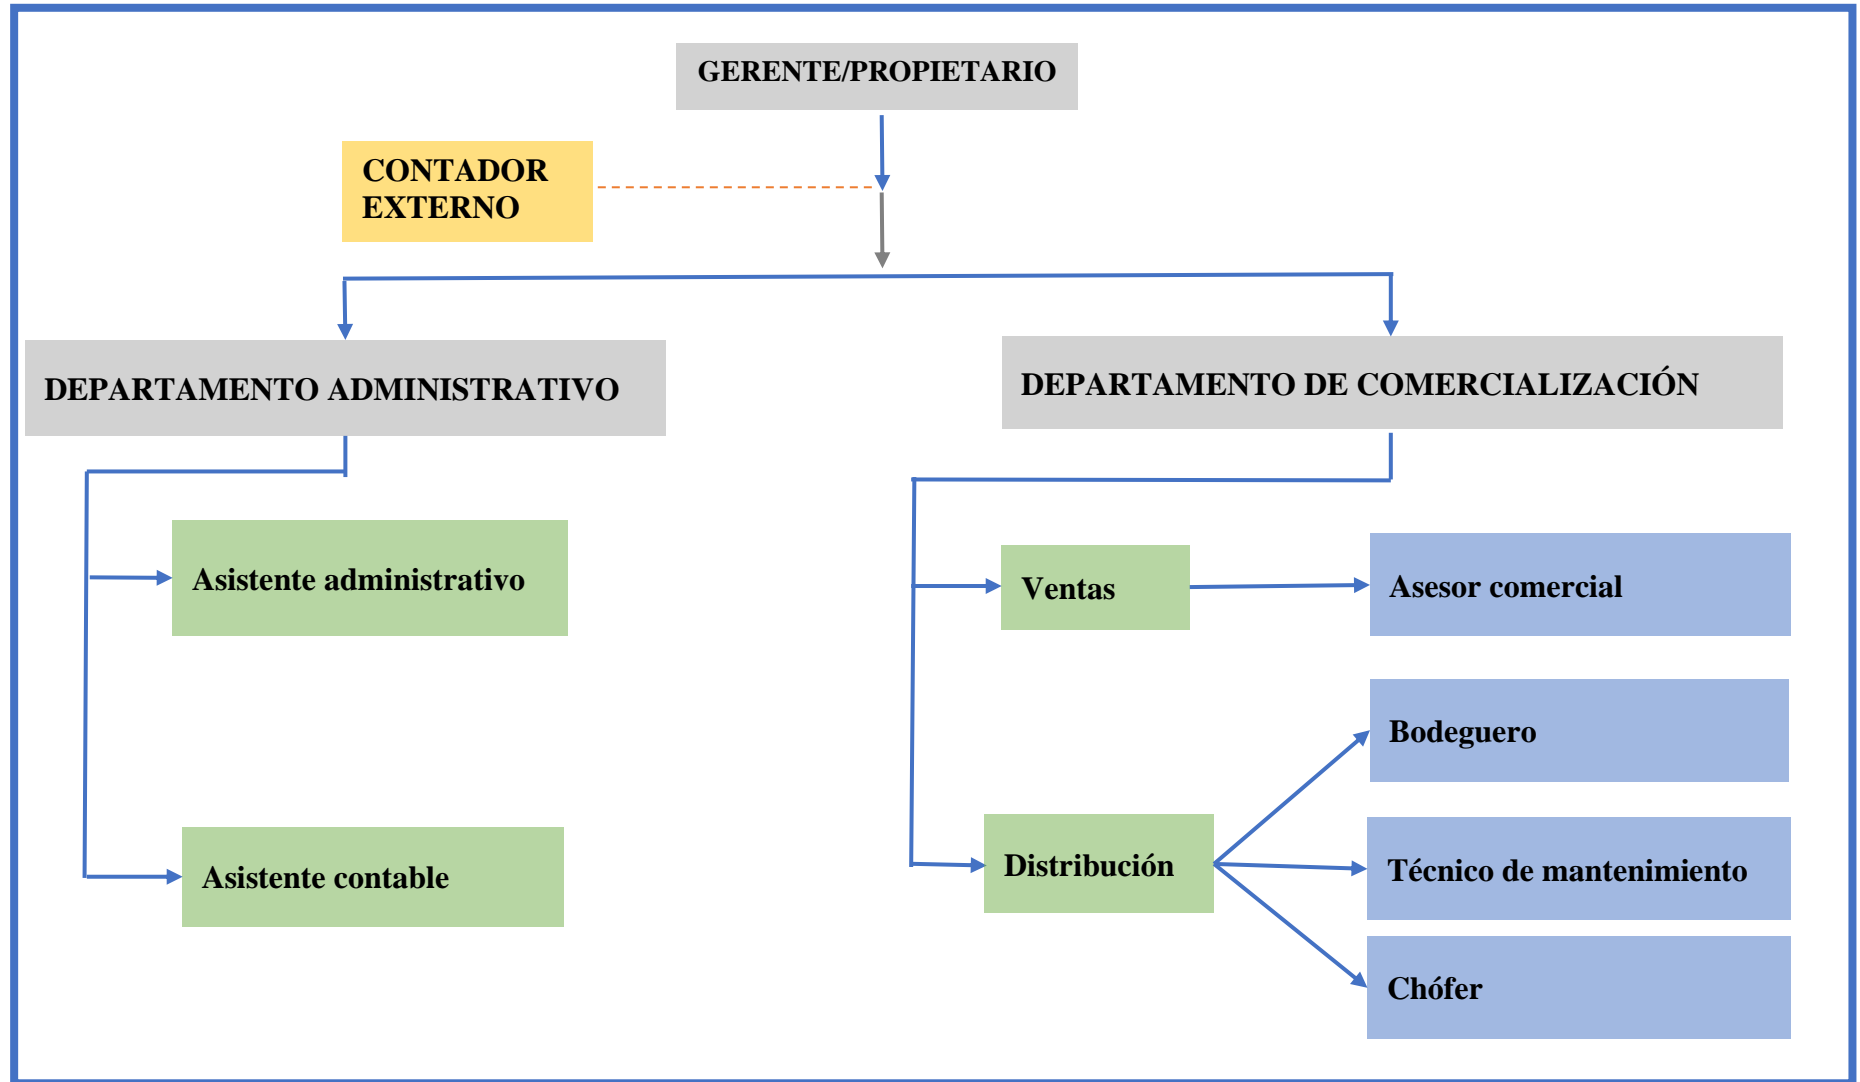 GERENTE/PROPIETARIO
CONTADOR
EXTERNO
DEPARTAMENTO ADMINISTRATIVO
DEPARTAMENTO DE COMERCIALIZACIÓN
Asistente administrativo
Ventas
Asesor comercial
Bodeguero
Asistente contable
Distribución
Técnico de mantenimiento
Chófer